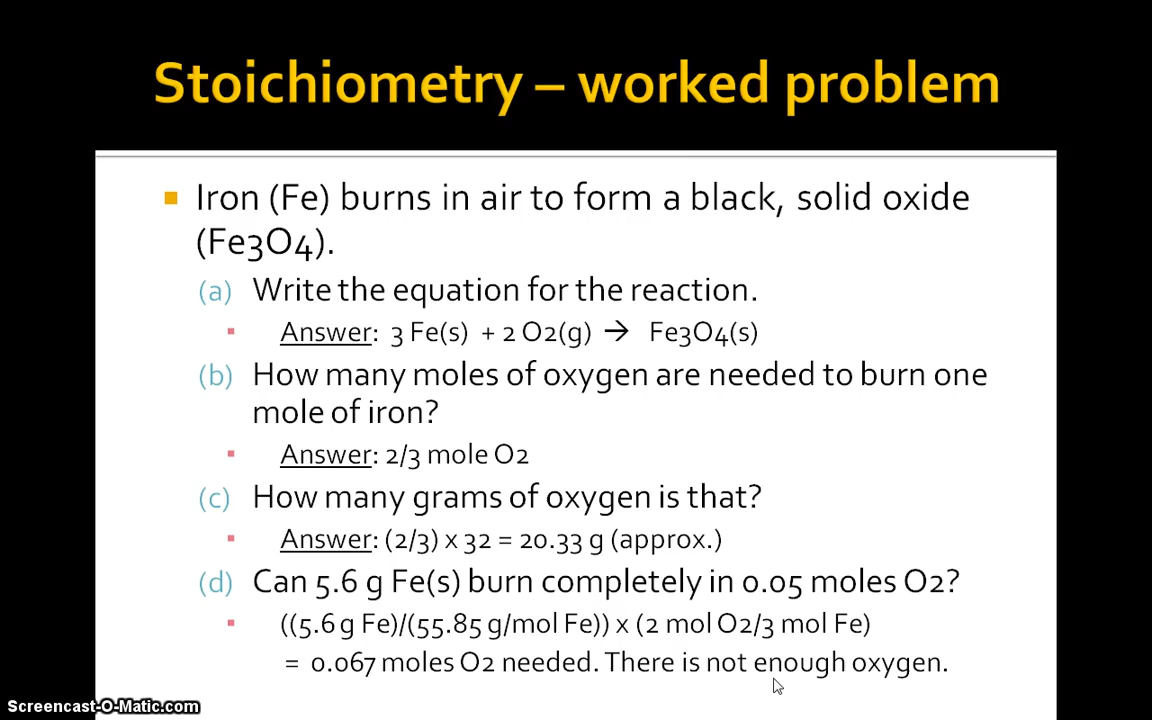 Stoichiometry – worked problem
Iron (Fe) burns in air to form a black, solid oxide
(Fe3O4).
(a) Write the equation for the reaction.
Answer: 3 Fe(s) + 2 O2(g) → Fe3O4(s)
(b) How many moles of oxygen are needed to burn one
mole of iron?
Answer: 2/3 mole O2
(c) How many grams of oxygen is that?
Answer: (2/3) x 32 = 20.33 g (approx.)
(d) Can 5.6 g Fe(s) burn completely in 0.05 moles O2?
((5.6 g Fe)/(55.85 g/mol Fe)) x (2 mol O2/3 mol Fe)
= 0.067 moles O2 needed. There is not enough oxygen.
Screencast-O-Matic.com